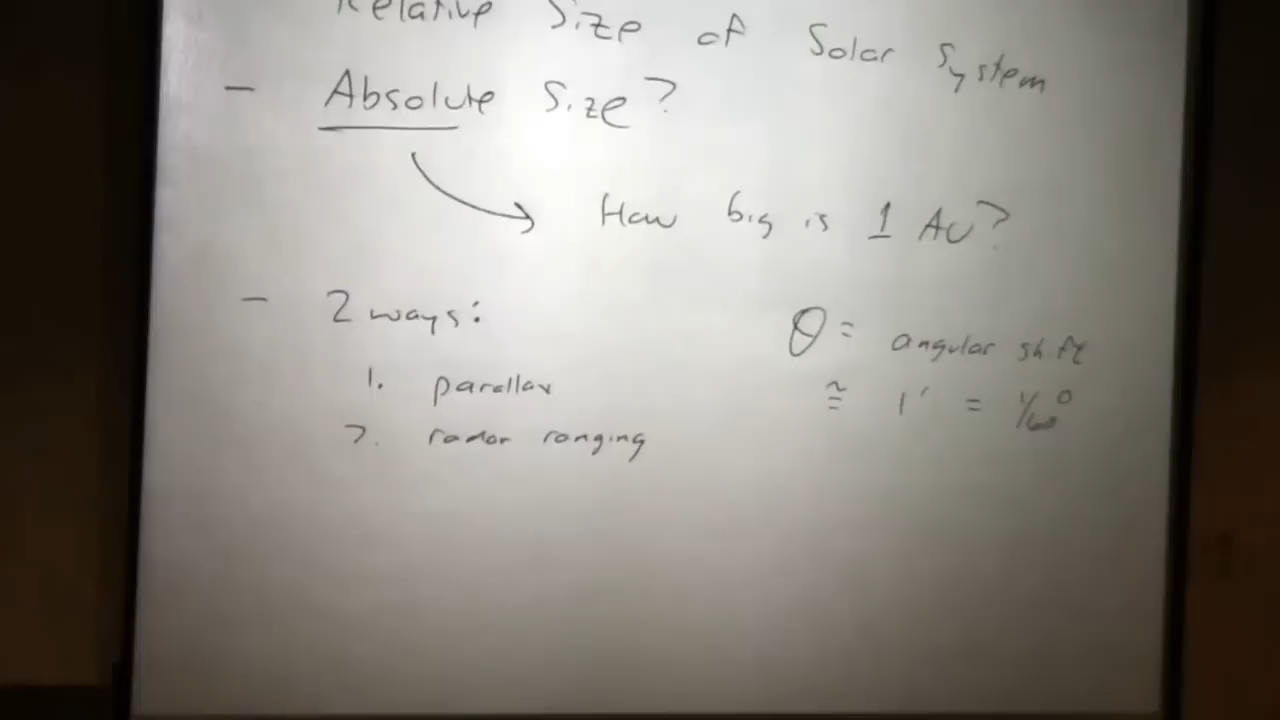 Relative Size of Solar System
- Absolute Size?
How big is 1 AU?
- 2 ways:
1. parallax
2. radar ranging
θ = angular shift
≅ 1' = 1/60°